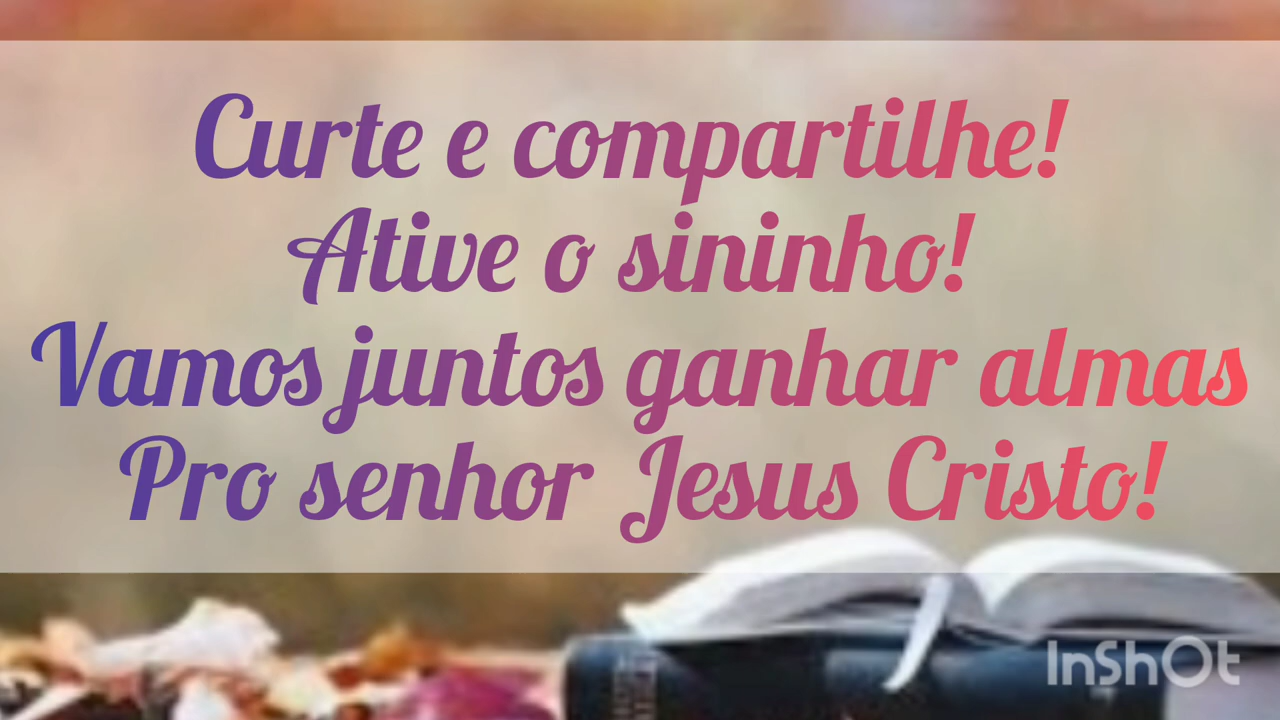 Curte e compartilhe!
Ative o sininho!
Vamos juntos ganhar almas
Pro senhor Jesus Cristo!
InShOt